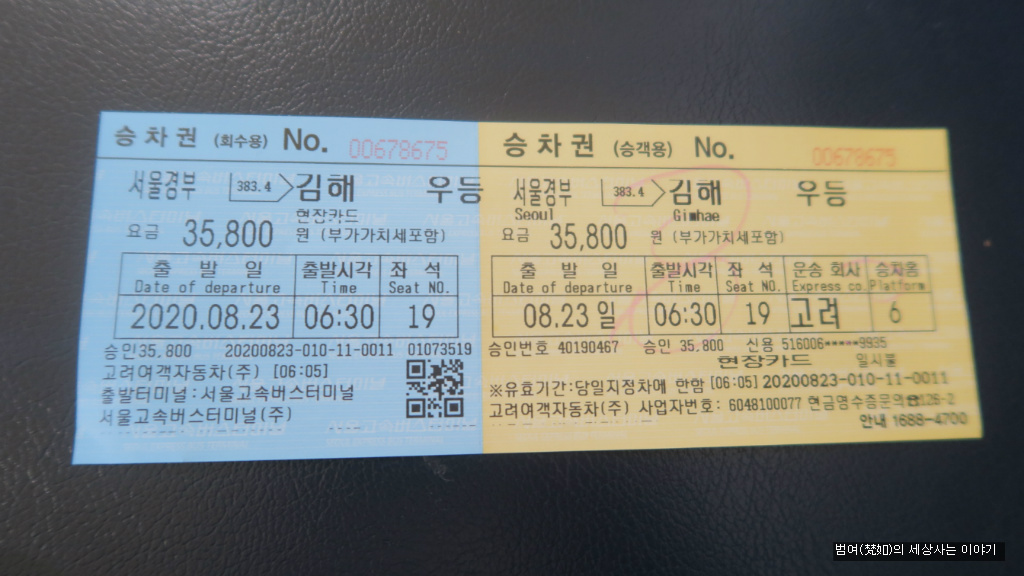 승차권 (회수용) No. 00678675
서울경부 383.4 김해 우등
현장카드
요금 35,800 원 (부가가치세포함)
출 발 일 출발시각 좌 석
Date of departure Time Seat NO.
2020.08.23 06:30 19
승인35,800 20200823-010-11-0011 01073519
고려여객자동차(주) [06:05]
출발터미널:서울고속버스터미널
서울고속버스터미널(주)
승차권 (승객용) No. 00678675
서울경부 383.4 김해 우등
Seoul Gimhae
요금 35,800 원 (부가가치세포함)
출 발 일 출발시각 좌 석 운송 회사 승차홈
Date of departure Time Seat NO. Express co. Platform
08.23 일 06:30 19 고려 6
승인번호 40190467 승인 35,800 신용 516006*****9935
현장카드 일시불
※유효기간:당일지정차에 한함 [06:05] 20200823-010-11-0011
고려여객자동차(주) 사업자번호: 6048100077 현금영수증문의☎126-2
안내 1688-4700
범여(梵如)의 세상사는 이야기